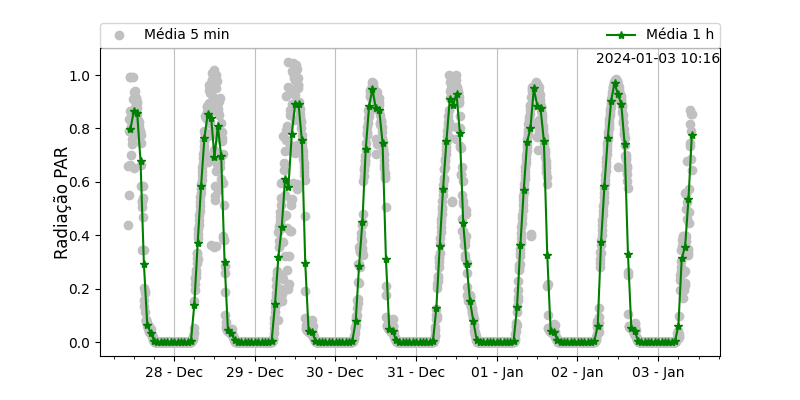 Média 5 min
Média 1 h
2024-01-03 10:16
Radiação PAR
1.0
0.8
0.6
0.4
0.2
0.0
28 - Dec
29 - Dec
30 - Dec
31 - Dec
01 - Jan
02 - Jan
03 - Jan